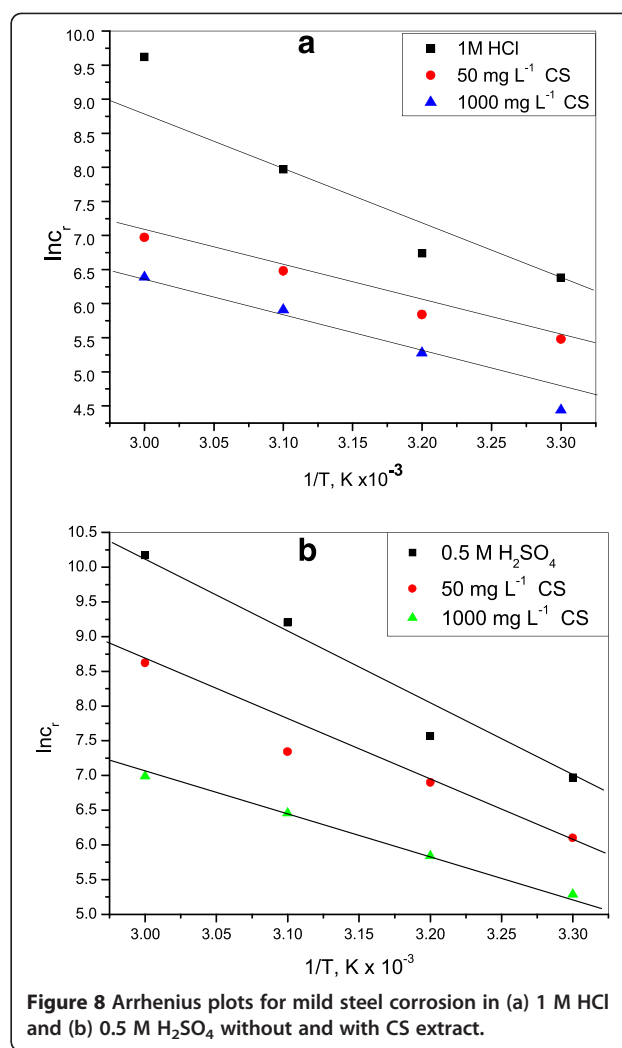 a
1M HCl
50 mg L⁻¹ CS
1000 mg L⁻¹ CS
10.0
9.5
9.0
8.5
8.0
7.5
7.0
6.5
6.0
5.5
5.0
4.5
lncᵣ
3.00 3.05 3.10 3.15 3.20 3.25 3.30
1/T, K x10⁻³
b
0.5 M H₂SO₄
50 mg L⁻¹ CS
1000 mg L⁻¹ CS
10.5
10.0
9.5
9.0
8.5
8.0
7.5
7.0
6.5
6.0
5.5
5.0
lncᵣ
3.00 3.05 3.10 3.15 3.20 3.25 3.30
1/T, K x 10⁻³
Figure 8 Arrhenius plots for mild steel corrosion in (a) 1 M HCl
and (b) 0.5 M H₂SO₄ without and with CS extract.